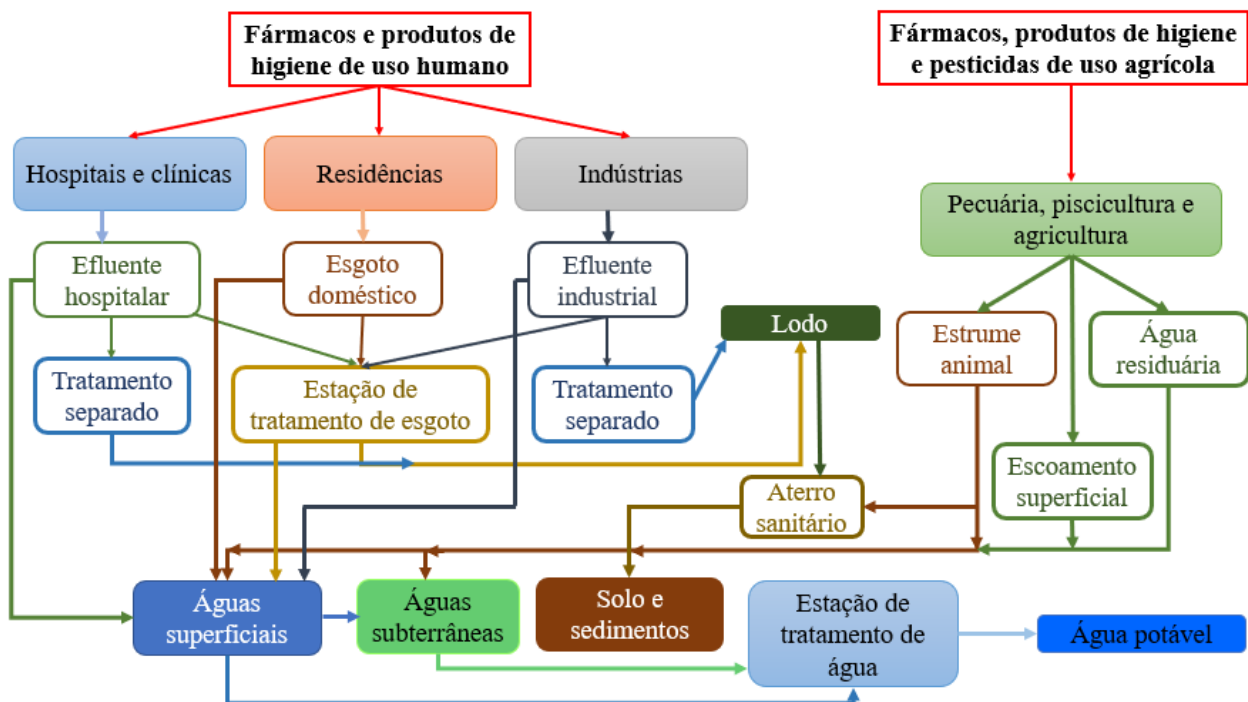 Fármacos e produtos de
higiene de uso humano
Fármacos, produtos de higiene
e pesticidas de uso agrícola
Hospitais e clínicas
Residências
Indústrias
Pecuária, piscicultura e
agricultura
Efluente
hospitalar
Esgoto
doméstico
Efluente
industrial
Lodo
Estrume
animal
Água
residuária
Tratamento
separado
Estação de
tratamento de esgoto
Tratamento
separado
Escoamento
superficial
Aterro
sanitário
Águas
superficiais
Águas
subterrâneas
Solo e
sedimentos
Estação de
tratamento de
água
Água potável